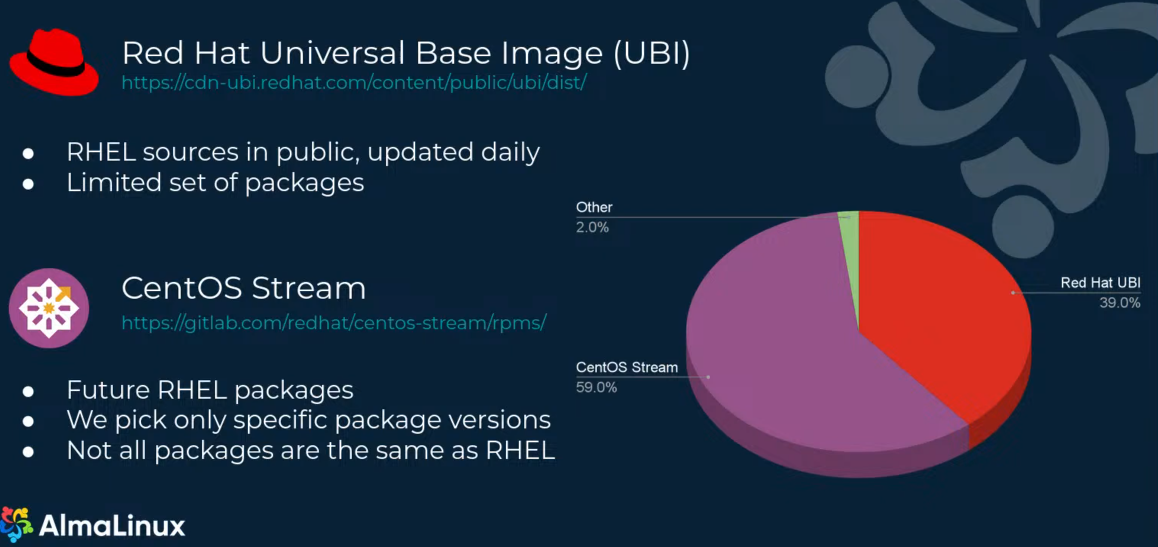 Red Hat Universal Base Image (UBI)
https://cdn-ubi.redhat.com/content/public/ubi/dist/
● RHEL sources in public, updated daily
● Limited set of packages
CentOS Stream
https://gitlab.com/redhat/centos-stream/rpms/
● Future RHEL packages
● We pick only specific package versions
● Not all packages are the same as RHEL
Other
2.0%
Red Hat UBI
39.0%
CentOS Stream
59.0%
AlmaLinux